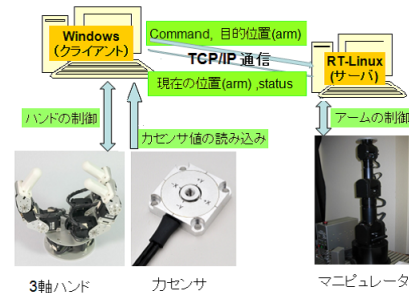 Windows
(クライアント)
Command, 目的位置(arm)
TCP/IP 通信
現在の位置(arm) ,status
RT-Linux
(サーバ)
ハンドの制御
力センサ値の読み込み
アームの制御
3軸ハンド
力センサ
マニピュレータ